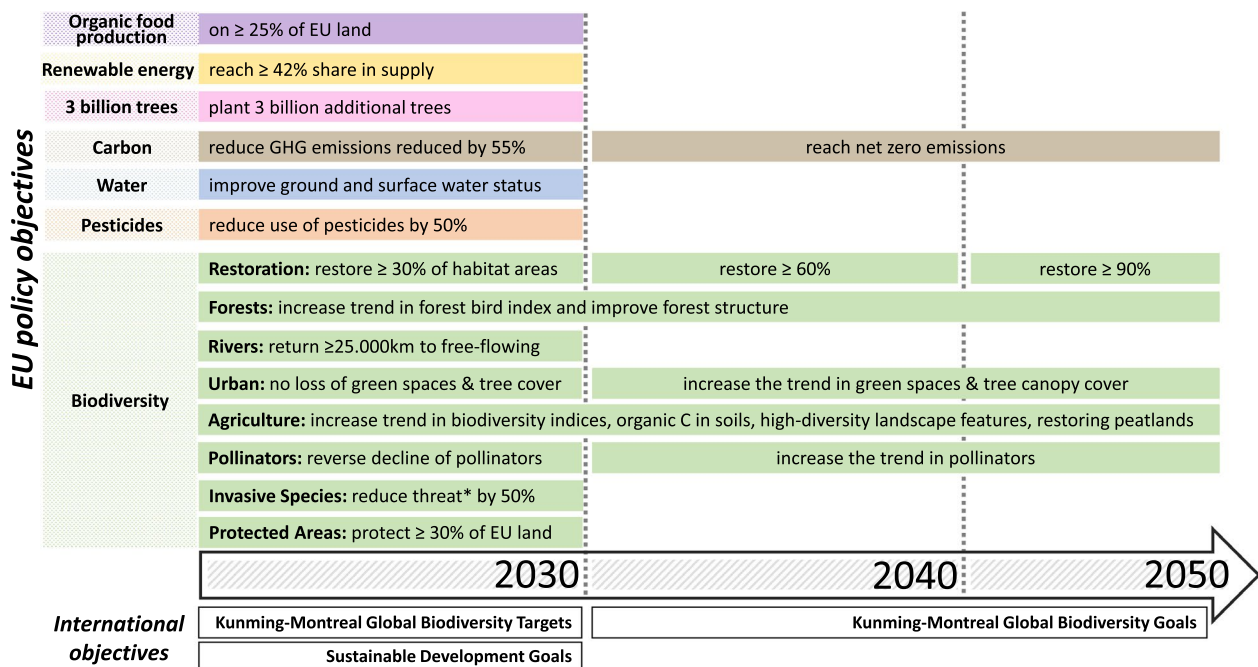 EU policy objectives
Organic food
production
on ≥ 25% of EU land
Renewable energy
reach ≥ 42% share in supply
3 billion trees
plant 3 billion additional trees
Carbon
reduce GHG emissions reduced by 55%
reach net zero emissions
Water
improve ground and surface water status
Pesticides
reduce use of pesticides by 50%
Biodiversity
Restoration: restore ≥ 30% of habitat areas
restore ≥ 60%
restore ≥ 90%
Forests: increase trend in forest bird index and improve forest structure
Rivers: return ≥25.000km to free-flowing
Urban: no loss of green spaces & tree cover
increase the trend in green spaces & tree canopy cover
Agriculture: increase trend in biodiversity indices, organic C in soils, high-diversity landscape features, restoring peatlands
Pollinators: reverse decline of pollinators
increase the trend in pollinators
Invasive Species: reduce threat* by 50%
Protected Areas: protect ≥ 30% of EU land
2030
2040
2050
International
objectives
Kunming-Montreal Global Biodiversity Targets
Kunming-Montreal Global Biodiversity Goals
Sustainable Development Goals